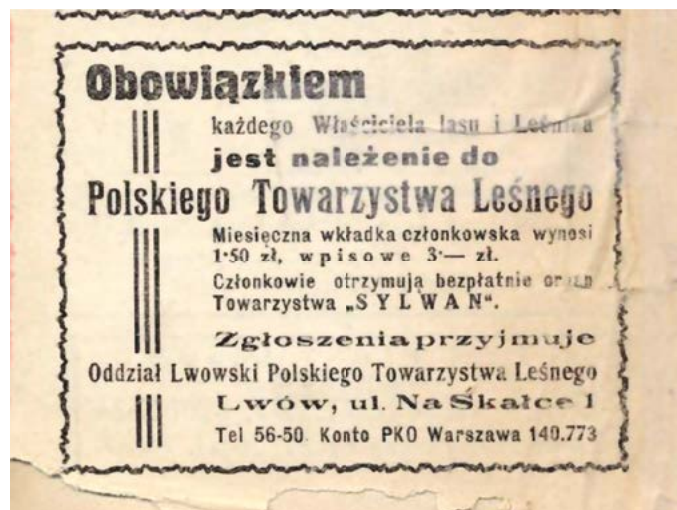 Obowiązkiem
każdego Właściciela lasu i Leśnika
jest należenie do
Polskiego Towarzystwa Leśnego
Miesięczna wkładka członkowska wynosi
1·50 zł, wpisowe 3·— zł.
Członkowie otrzymują bezpłatnie organ
Towarzystwa „SYLWAN“.
Zgłoszenia przyjmuje
Oddział Lwowski Polskiego Towarzystwa Leśnego
Lwów, ul. Na Skałce 1
Tel 56-50. Konto PKO Warszawa 140.773